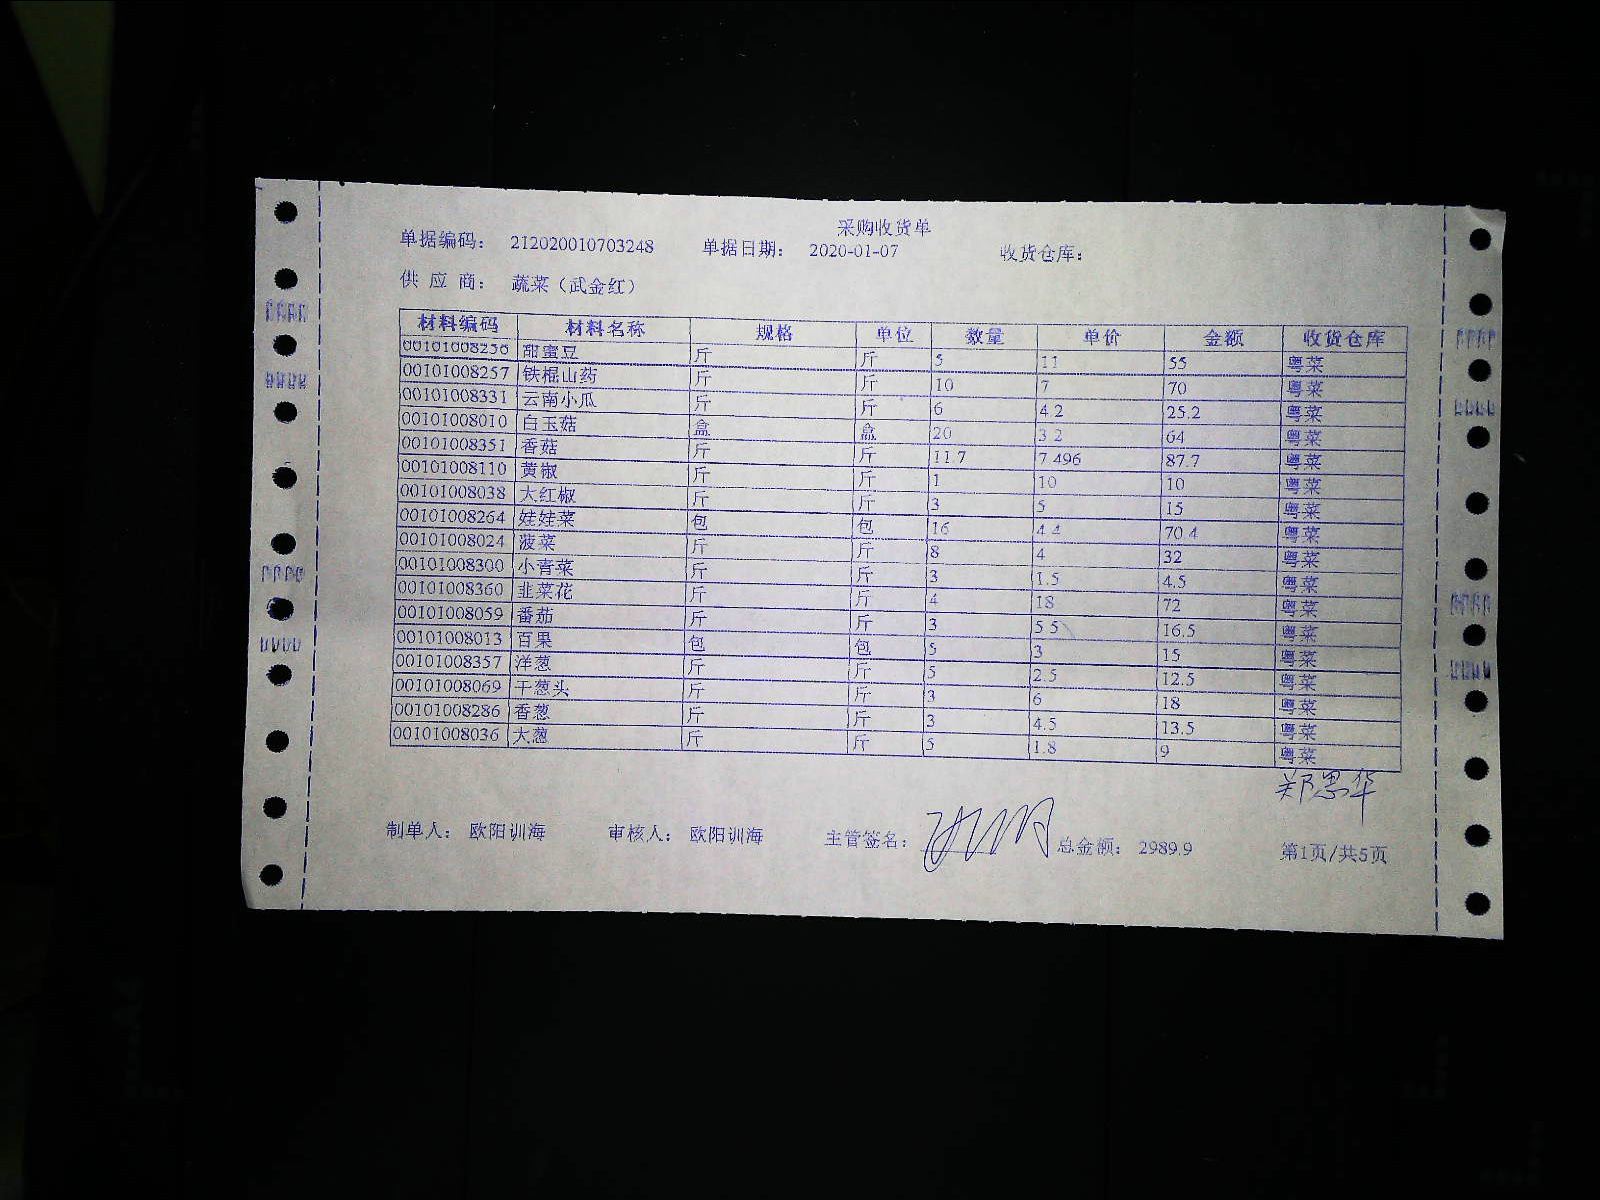 采购收货单
单据编码： 212020010703248 单据日期： 2020-01-07 收货仓库：
供 应 商： 蔬菜（武金红）
材料编码 材料名称 规格 单位 数量 单价 金额 收货仓库
00101008256 甜蜜豆 斤 斤 5 11 55 粤菜
00101008257 铁棍山药 斤 斤 10 7 70 粤菜
00101008331 云南小瓜 斤 斤 6 4.2 25.2 粤菜
00101008010 白玉菇 盒 盒 20 3.2 64 粤菜
00101008351 香菇 斤 斤 11.7 7.496 87.7 粤菜
00101008110 黄椒 斤 斤 1 10 10 粤菜
00101008038 大红椒 斤 斤 3 5 15 粤菜
00101008264 娃娃菜 包 包 16 4.4 70.4 粤菜
00101008024 菠菜 斤 斤 8 4 32 粤菜
00101008300 小青菜 斤 斤 3 1.5 4.5 粤菜
00101008360 韭菜花 斤 斤 4 18 72 粤菜
00101008059 番茄 斤 斤 3 5.5 16.5 粤菜
00101008013 百果 包 包 5 3 15 粤菜
00101008357 洋葱 斤 斤 5 2.5 12.5 粤菜
00101008069 干葱头 斤 斤 3 6 18 粤菜
00101008286 香葱 斤 斤 3 4.5 13.5 粤菜
00101008036 大葱 斤 斤 5 1.8 9 粤菜
郑思华
制单人： 欧阳训海 审核人： 欧阳训海 主管签名： 总金额： 2989.9 第1页/共5页